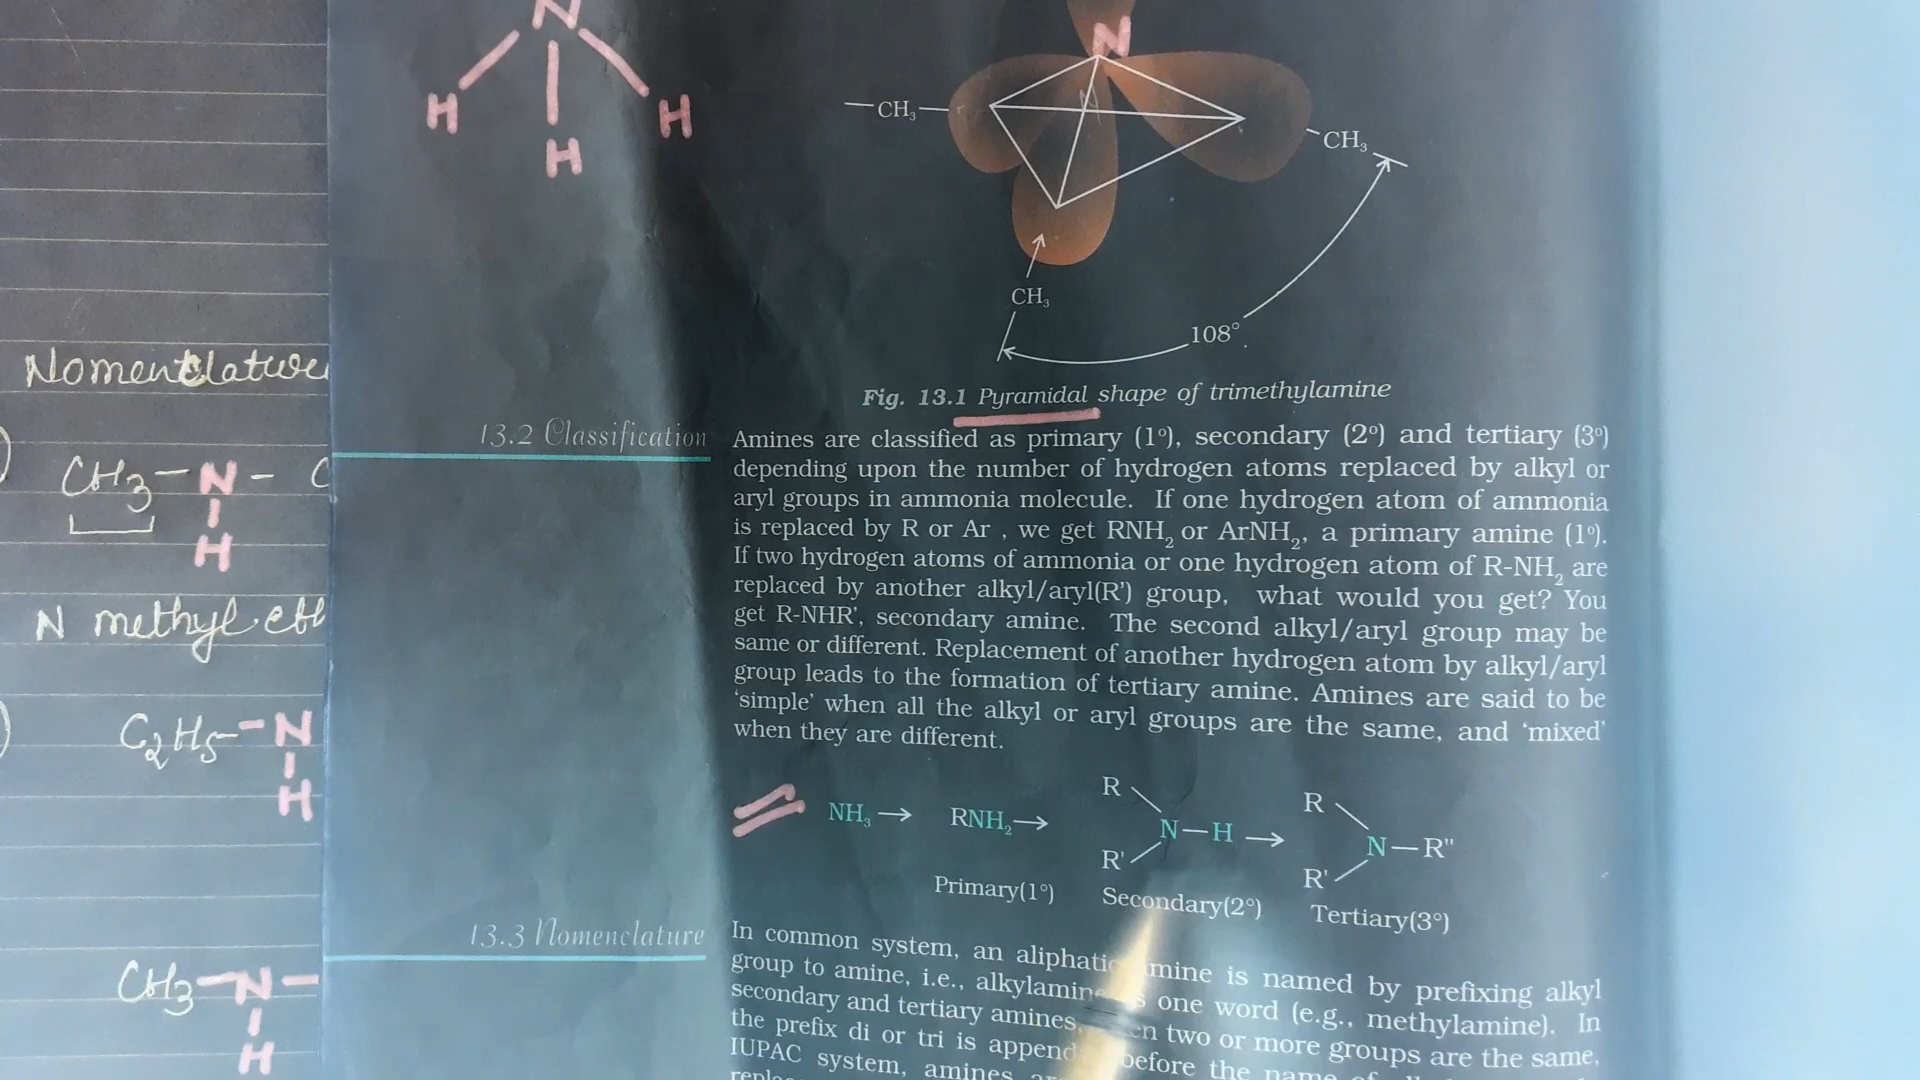 N
H H
H
Nomenclature
CH3 - N -
H
N methyl
C2H5 - N
H
CH3 - N -
H
N
—CH₃—
CH₃
CH₃
108°
Fig. 13.1 Pyramidal shape of trimethylamine
13.2 Classification
Amines are classified as primary (1°), secondary (2°) and tertiary (3°)
depending upon the number of hydrogen atoms replaced by alkyl or
aryl groups in ammonia molecule. If one hydrogen atom of ammonia
is replaced by R or Ar , we get RNH₂ or ArNH₂, a primary amine (1°).
If two hydrogen atoms of ammonia or one hydrogen atom of R-NH₂ are
replaced by another alkyl/aryl(R’) group, what would you get? You
get R-NHR’, secondary amine. The second alkyl/aryl group may be
same or different. Replacement of another hydrogen atom by alkyl/aryl
group leads to the formation of tertiary amine. Amines are said to be
‘simple’ when all the alkyl or aryl groups are the same, and ‘mixed’
when they are different.
R R
NH₃ → RNH₂ → N—H → N—R"
R' R'
Primary(1°) Secondary(2°) Tertiary(3°)
13.3 Nomenclature
In common system, an aliphatic amine is named by prefixing alkyl
group to amine, i.e., alkylamine one word (e.g., methylamine). In
secondary and tertiary amines, two or more groups are the same,
the prefix di or tri is before the name of
IUPAC system, amines